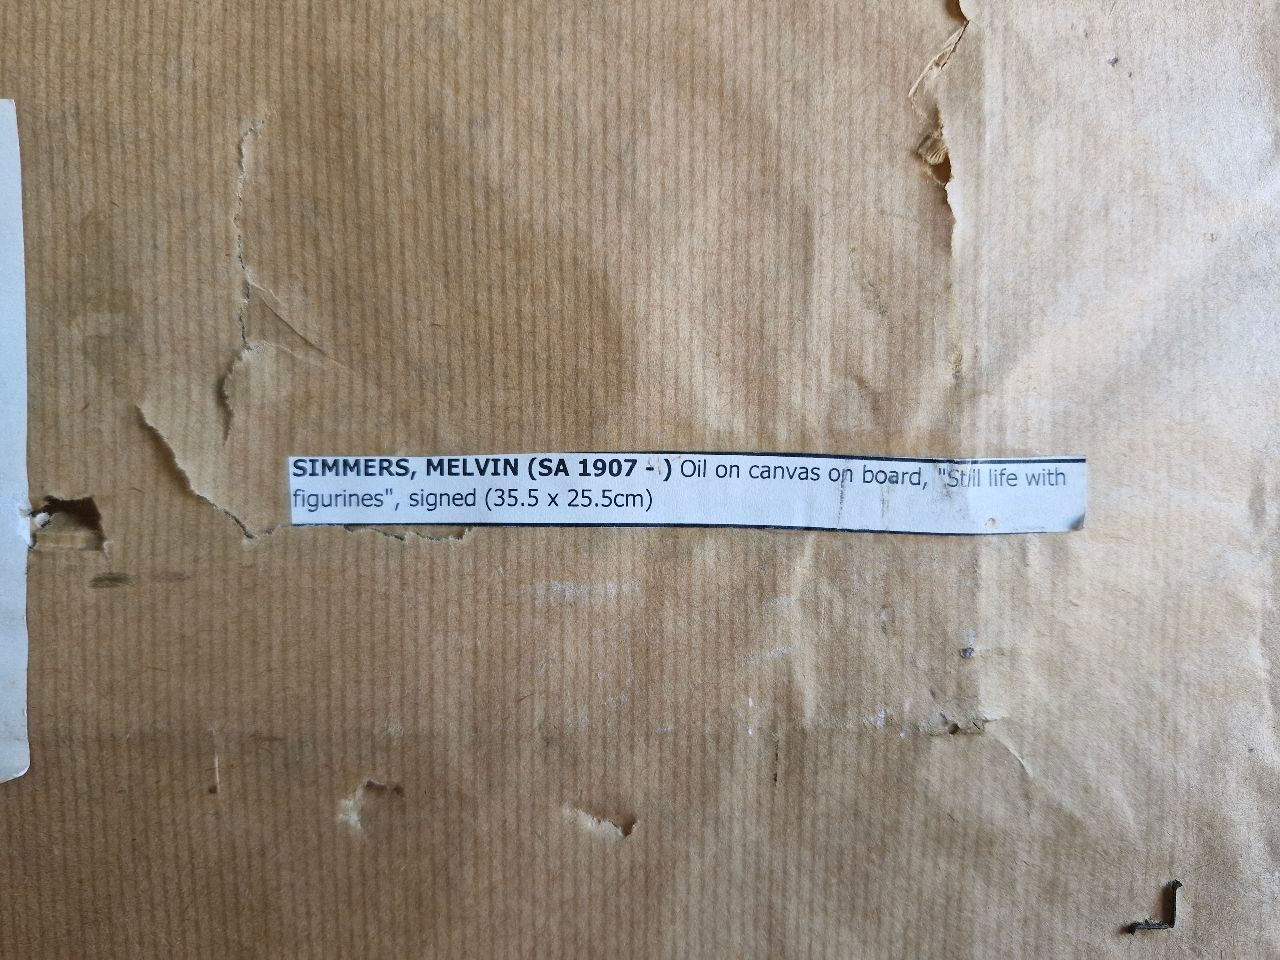 SIMMERS, MELVIN (SA 1907 - ) Oil on canvas on board, "Still life with
figurines", signed (35.5 x 25.5cm)